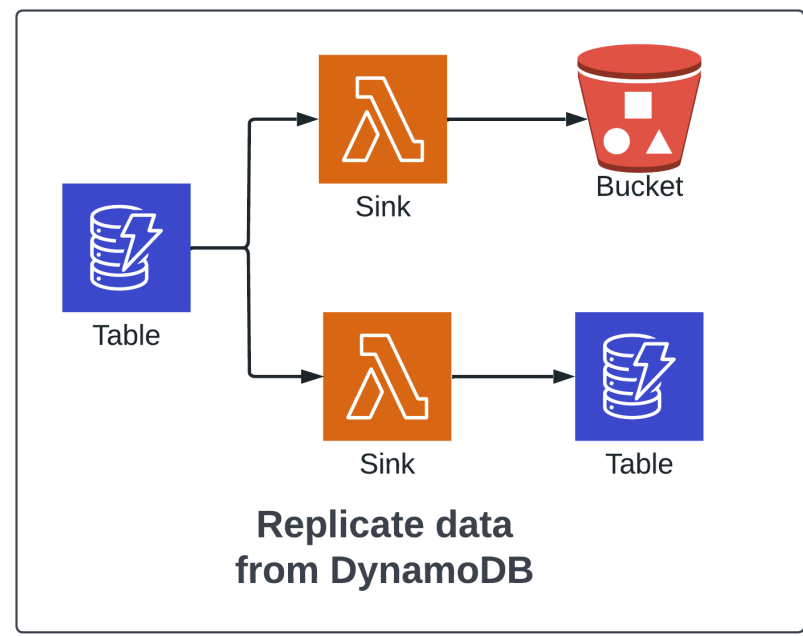 Sink
Bucket
Table
Sink
Table
Replicate data
from DynamoDB